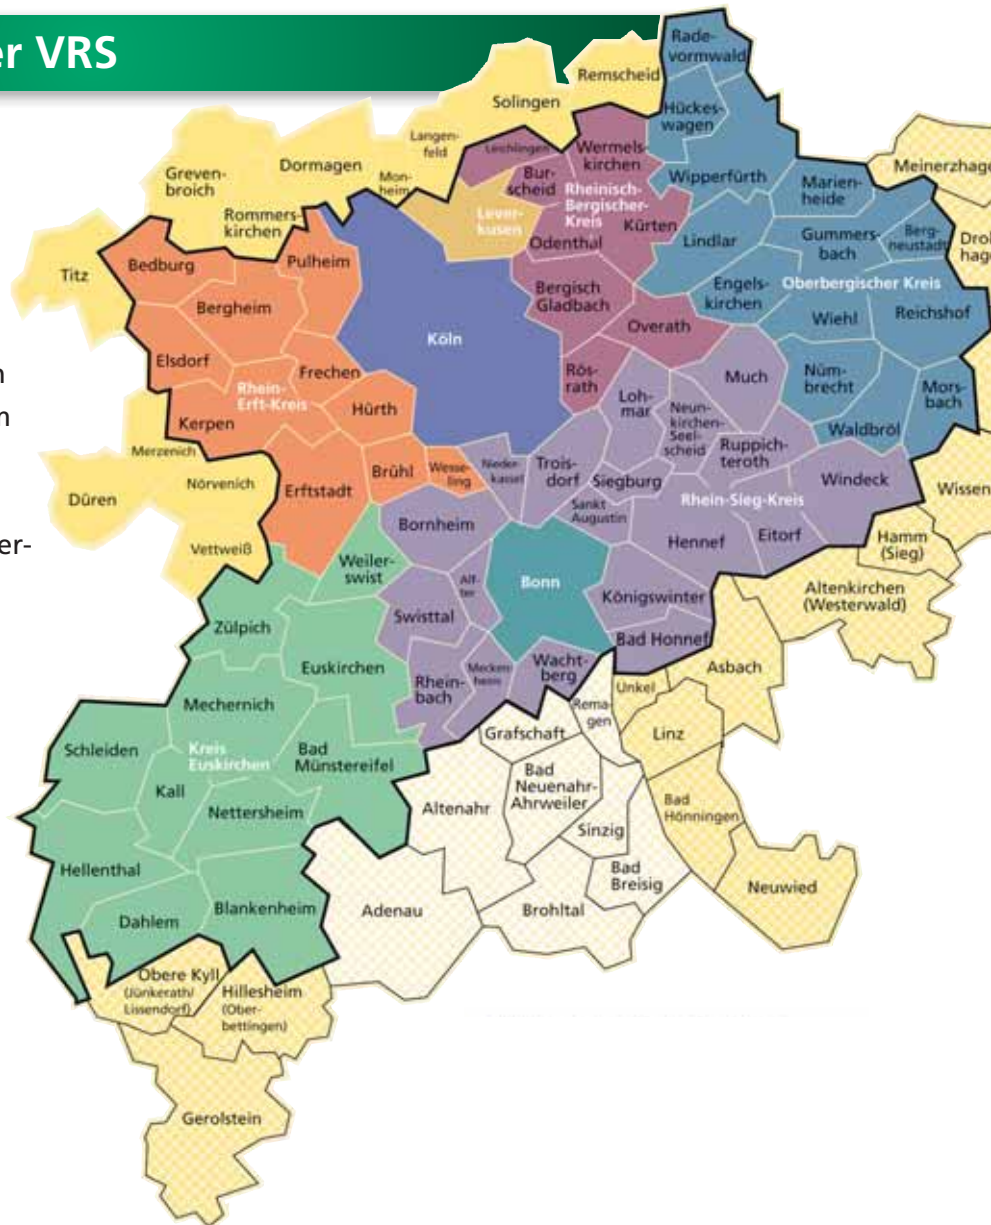 er VRS
Rade-
vormwald
Remscheid
Solingen
Hückes-
wagen
Langen-
feld
Leichlingen
Wermels-
kirchen
Meinerzhage
Dormagen
Greven-
broich
Mon-
heim
Bur-
scheid
Rheinisch-
Bergischer-
Kreis
Wipperfürth
Marien-
heide
Rommers-
kirchen
Lever-
kusen
Kürten
Odenthal
Lindlar
Gummers-
bach
Berg-
neustadt
Drol
hage
Titz
Bedburg
Pulheim
Bergheim
Bergisch
Gladbach
Engels-
kirchen
Oberbergischer Kreis
Köln
Overath
Wiehl
Reichshof
Elsdorf
Frechen
Rhein-
Erft-Kreis
Hürth
Rös-
rath
Much
Nüm-
brecht
Mors-
bach
n
m
Kerpen
Loh-
mar
Neun-
kirchen-
Seel-
scheid
Waldbröl
Merzenich
Ruppich-
teroth
Düren
Nörvenich
Erftstadt
Brühl
Wesse-
ling
Nieder-
kassel
Trois-
dorf
Siegburg
Rhein-Sieg-Kreis
Windeck
Wissen
er-
Vettweiß
Bornheim
Sankt
Augustin
Hennef
Eitorf
Hamm
(Sieg)
Weiler-
swist
Alf-
ter
Bonn
Königswinter
Altenkirchen
(Westerwald)
Zülpich
Swisttal
Bad Honnef
Euskirchen
Rhein-
bach
Mecken-
heim
Wacht-
berg
Asbach
Mechernich
Unkel
Rema-
gen
Schleiden
Kreis
Euskirchen
Bad
Münstereifel
Grafschaft
Linz
Kall
Nettersheim
Altenahr
Bad
Neuenahr-
Ahrweiler
Bad
Hönningen
Sinzig
Hellenthal
Bad
Breisig
Neuwied
Dahlem
Blankenheim
Adenau
Brohltal
Obere Kyll
(Jünkerath/
Lissendorf)
Hillesheim
(Ober-
bettingen)
Gerolstein